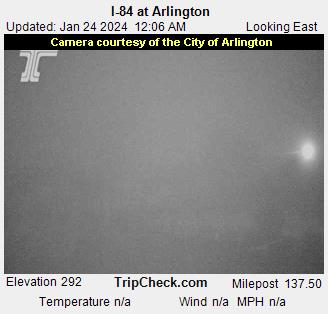 I-84 at Arlington
Updated: Jan 24 2024 12:06 AM Looking East
Camera courtesy of the City of Arlington
Elevation 292 TripCheck.com Milepost 137.50
Temperature n/a Wind n/a MPH n/a